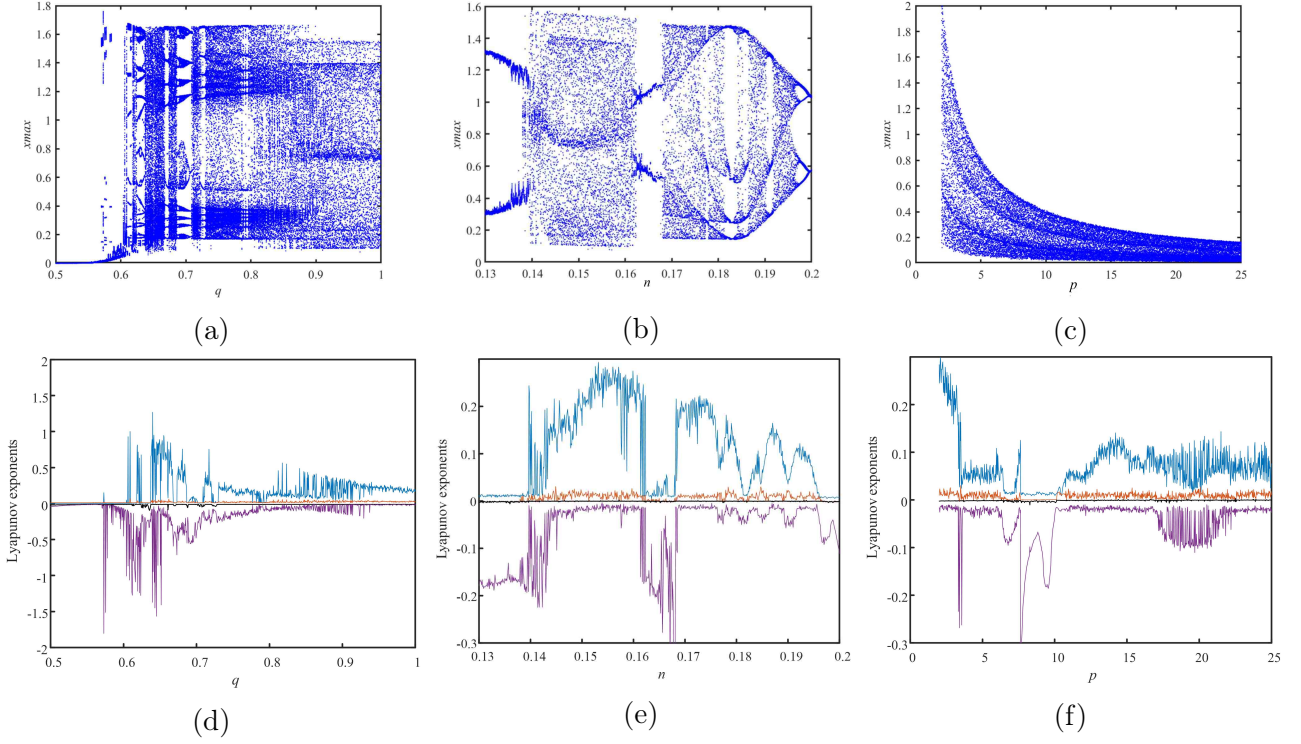 1.8
1.6
1.4
1.2
1
0.8
0.6
0.4
0.2
0
xmax
0.5 0.6 0.7 0.8 0.9 1
q
(a)
1.6
1.4
1.2
1
0.8
0.6
0.4
0.2
0
xmax
0.13 0.14 0.15 0.16 0.17 0.18 0.19 0.2
n
(b)
2
1.8
1.6
1.4
1.2
1
0.8
0.6
0.4
0.2
0
xmax
5 10 15 20 25
p
(c)
2
1.5
1
0.5
0
-0.5
-1
-1.5
-2
Lyapunov exponents
0.5 0.6 0.7 0.8 0.9 1
q
(d)
0.2
0.1
0
-0.1
-0.2
-0.3
Lyapunov exponents
0.13 0.14 0.15 0.16 0.17 0.18 0.19 0.2
n
(e)
0.2
0.1
0
-0.1
-0.2
-0.3
Lyapunov exponents
0 5 10 15 20 25
p
(f)